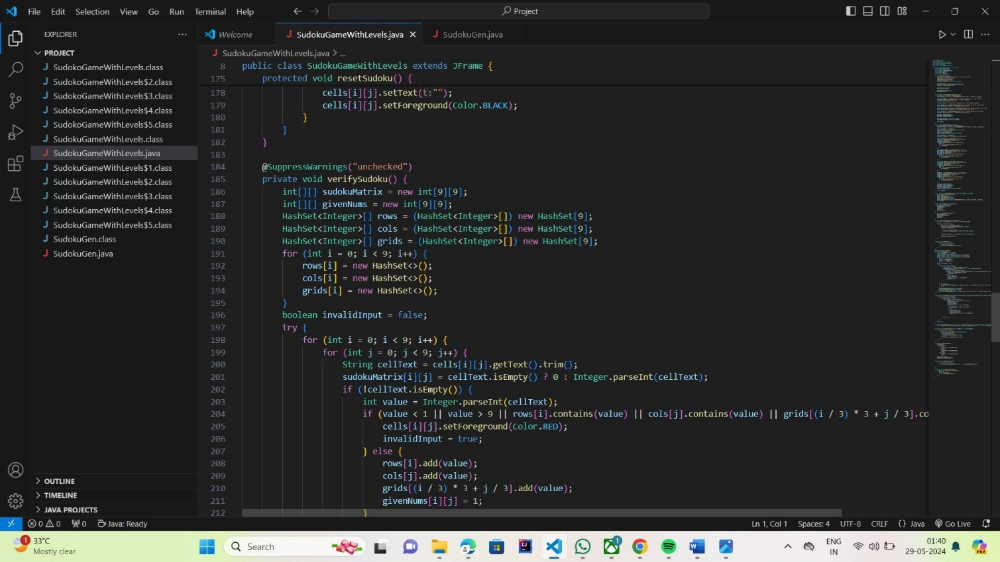 File Edit Selection View Go Run Terminal Help
Project
EXPLORER
PROJECT
SudokoGameWithLevels.class
SudokoGameWithLevels$2.class
SudokoGameWithLevels$3.class
SudokoGameWithLevels$4.class
SudokoGameWithLevels$5.class
SudokuGameWithLevels.class
SudokuGameWithLevels.java
SudokuGameWithLevels$1.class
SudokuGameWithLevels$2.class
SudokuGameWithLevels$3.class
SudokuGameWithLevels$4.class
SudokuGameWithLevels$5.class
SudokuGen.class
SudokuGen.java
OUTLINE
TIMELINE
JAVA PROJECTS
Welcome SudokuGameWithLevels.java SudokuGen.java
SudokuGameWithLevels.java > ...
8 public class SudokuGameWithLevels extends JFrame {
175 protected void resetSudoku() {
178 cells[i][j].setText(t:"");
179 cells[i][j].setForeground(Color.BLACK);
180 }
181 }
182 }
183
184 @SuppressWarnings("unchecked")
185 private void verifySudoku() {
186 int[][] sudokuMatrix = new int[9][9];
187 int[][] givenNums = new int[9][9];
188 HashSet<Integer>[] rows = (HashSet<Integer>[]) new HashSet[9];
189 HashSet<Integer>[] cols = (HashSet<Integer>[]) new HashSet[9];
190 HashSet<Integer>[] grids = (HashSet<Integer>[]) new HashSet[9];
191 for (int i = 0; i < 9; i++) {
192 rows[i] = new HashSet<>();
193 cols[i] = new HashSet<>();
194 grids[i] = new HashSet<>();
195 }
196 boolean invalidInput = false;
197 try {
198 for (int i = 0; i < 9; i++) {
199 for (int j = 0; j < 9; j++) {
200 String cellText = cells[i][j].getText().trim();
201 sudokuMatrix[i][j] = cellText.isEmpty() ? 0 : Integer.parseInt(cellText);
202 if (!cellText.isEmpty()) {
203 int value = Integer.parseInt(cellText);
204 if (value < 1 || value > 9 || rows[i].contains(value) || cols[j].contains(value) || grids[(i / 3) * 3 + j / 3].co
205 cells[i][j].setForeground(Color.RED);
206 invalidInput = true;
207 } else {
208 rows[i].add(value);
209 cols[j].add(value);
210 grids[(i / 3) * 3 + j / 3].add(value);
211 givenNums[i][j] = 1;
212 }
0 0 0 Java: Ready Ln 1, Col 1 Spaces: 4 UTF-8 CRLF {} Java Go Live
1
33°C
Mostly clear
Search
1
ENG
IN
01:40
29-05-2024
PRE